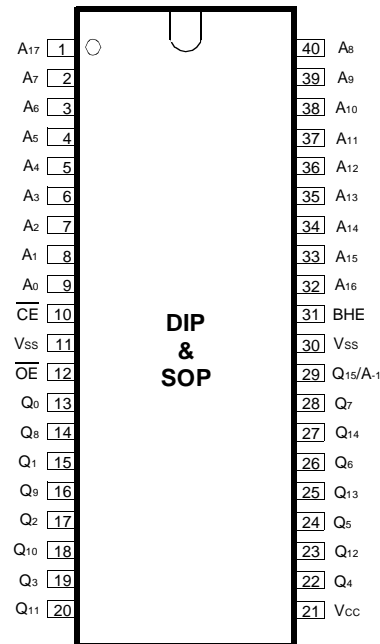 A17 1 40 A8
A7 2 39 A9
A6 3 38 A10
A5 4 37 A11
A4 5 36 A12
A3 6 35 A13
A2 7 34 A14
A1 8 33 A15
A0 9 32 A16
CE 10 31 BHE
VSS 11 30 VSS
OE 12 29 Q15/A-1
Q0 13 28 Q7
Q8 14 27 Q14
Q1 15 26 Q6
Q9 16 25 Q13
Q2 17 24 Q5
Q10 18 23 Q12
Q3 19 22 Q4
Q11 20 21 VCC
DIP
&
SOP